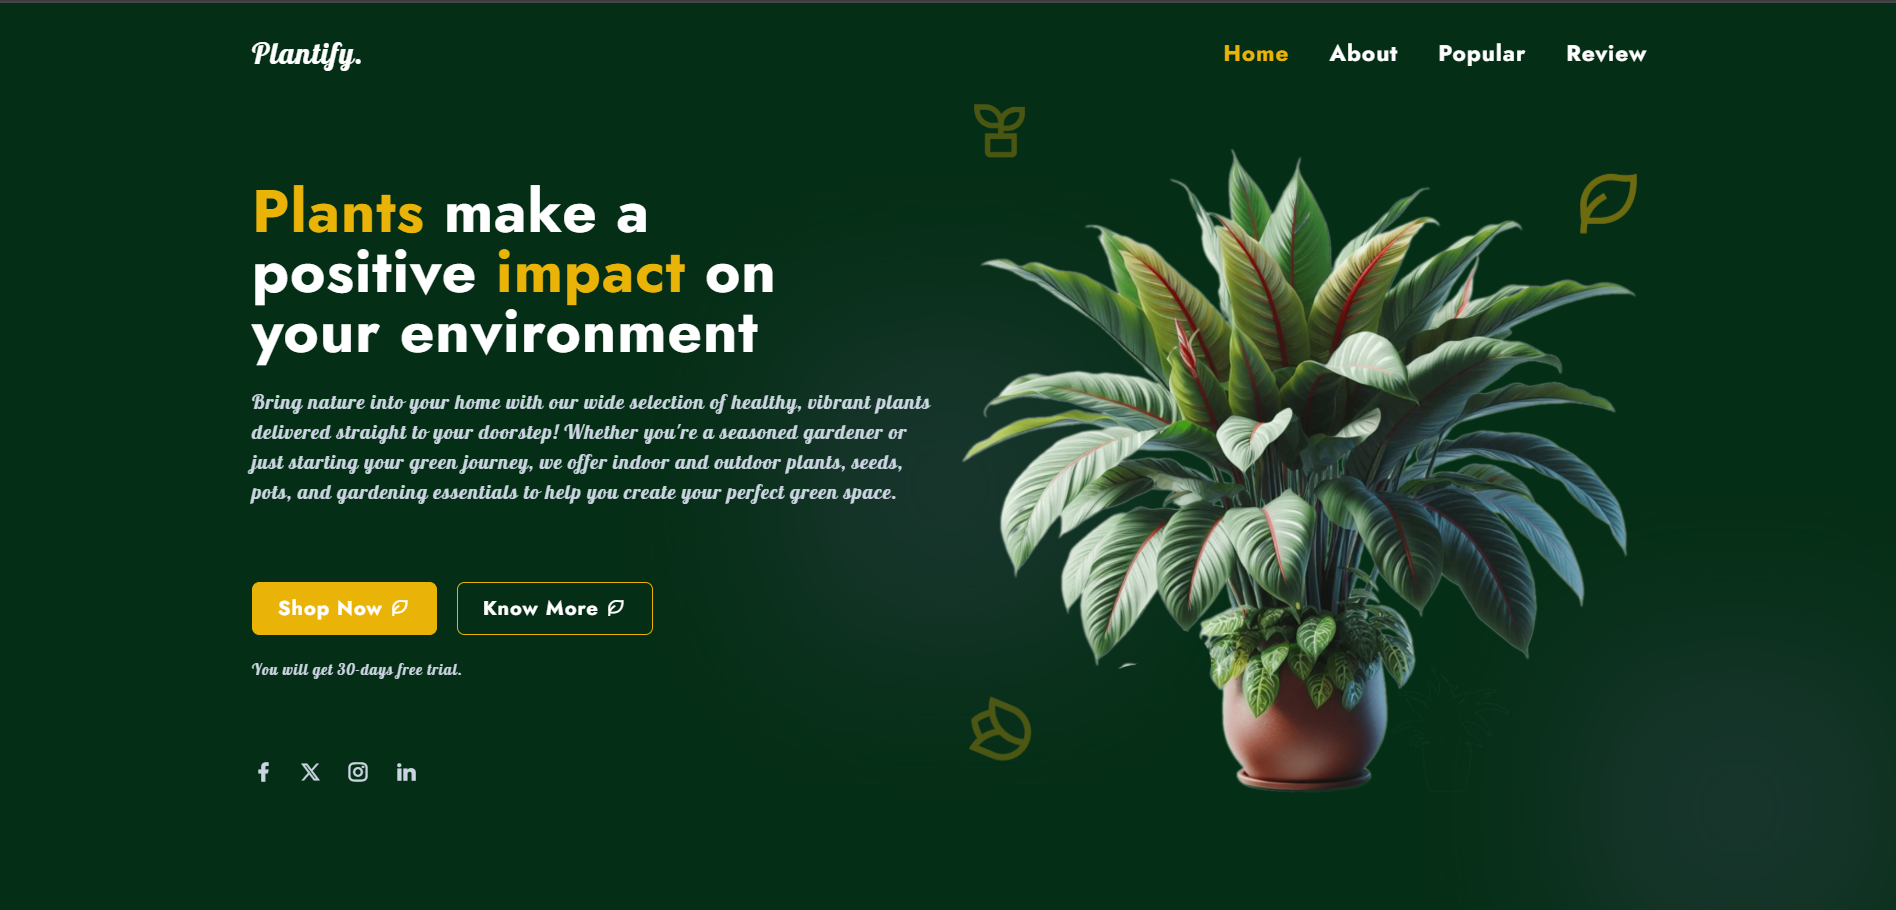 Plantify.
Home About Popular Review
Plants make a
positive impact on
your environment
Bring nature into your home with our wide selection of healthy, vibrant plants
delivered straight to your doorstep! Whether you're a seasoned gardener or
just starting your green journey, we offer indoor and outdoor plants, seeds,
pots, and gardening essentials to help you create your perfect green space.
Shop Now Know More
You will get 30-days free trial.